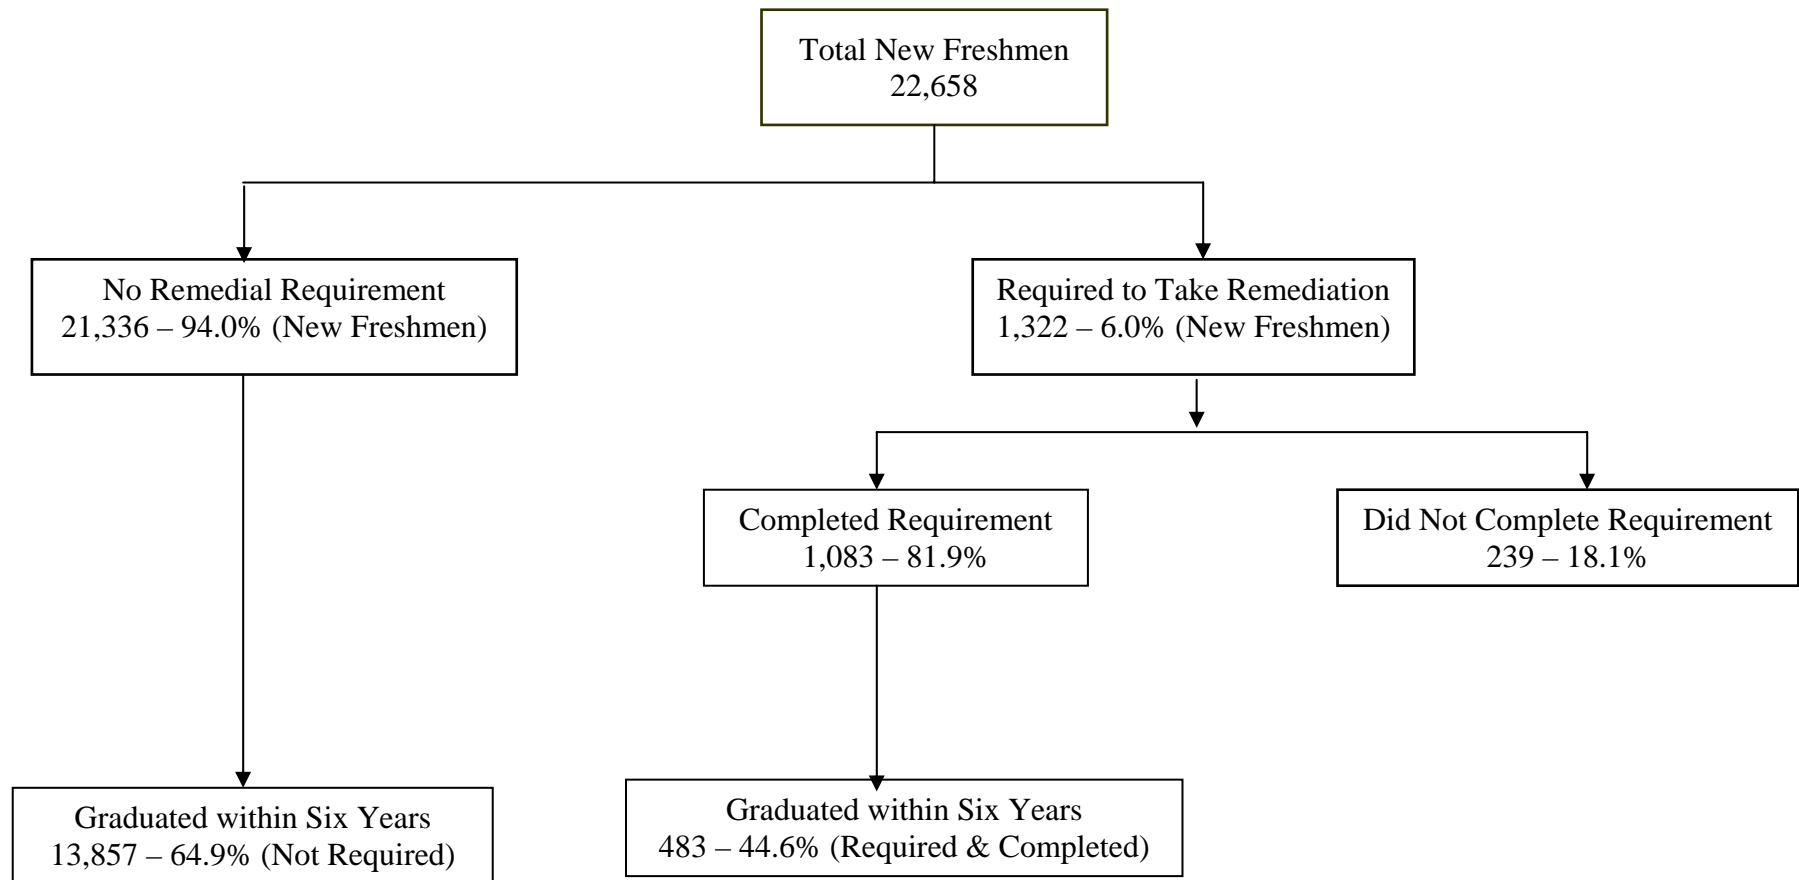 Total New Freshmen
22,658
No Remedial Requirement
21,336 – 94.0% (New Freshmen)
Required to Take Remediation
1,322 – 6.0% (New Freshmen)
Completed Requirement
1,083 – 81.9%
Did Not Complete Requirement
239 – 18.1%
Graduated within Six Years
13,857 – 64.9% (Not Required)
Graduated within Six Years
483 – 44.6% (Required & Completed)